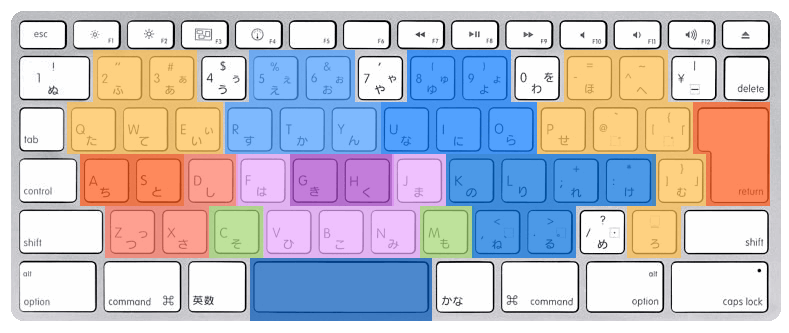 esc F1 F2 F3 F4 F5 F6 F7 F8 F9 F10 F11 F12
! 1 ぬ " 2 ふ # 3 ぁ あ $ 4 ぅ う % 5 ぇ え & 6 ぉ お ' 7 ゃ や ( 8 ゅ ゆ ) 9 ょ よ 0 を わ = - ほ ~ ^ へ | ¥ ー delete
tab Q た W て E ぃ い R す T か Y ん U な I に O ら P せ @ ゛ { [ ゜ return
control A ち S と D し F は G き H く J ま K の L り + ; れ * : け } ] む
shift Z っ つ X さ C そ V ひ B こ N み M も < , ね > . る ? / め _ ろ shift
alt option command ⌘ 英数 かな ⌘ command alt option caps lock